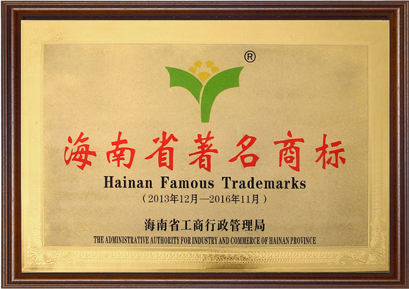 ®
海南省著名商标
Hainan Famous Trademarks
(2013年12月—2016年11月)
海南省工商行政管理局
THE ADMINISTRATIVE AUTHORITY FOR INDUSTRY AND COMMERCE OF HAINAN PROVINCE